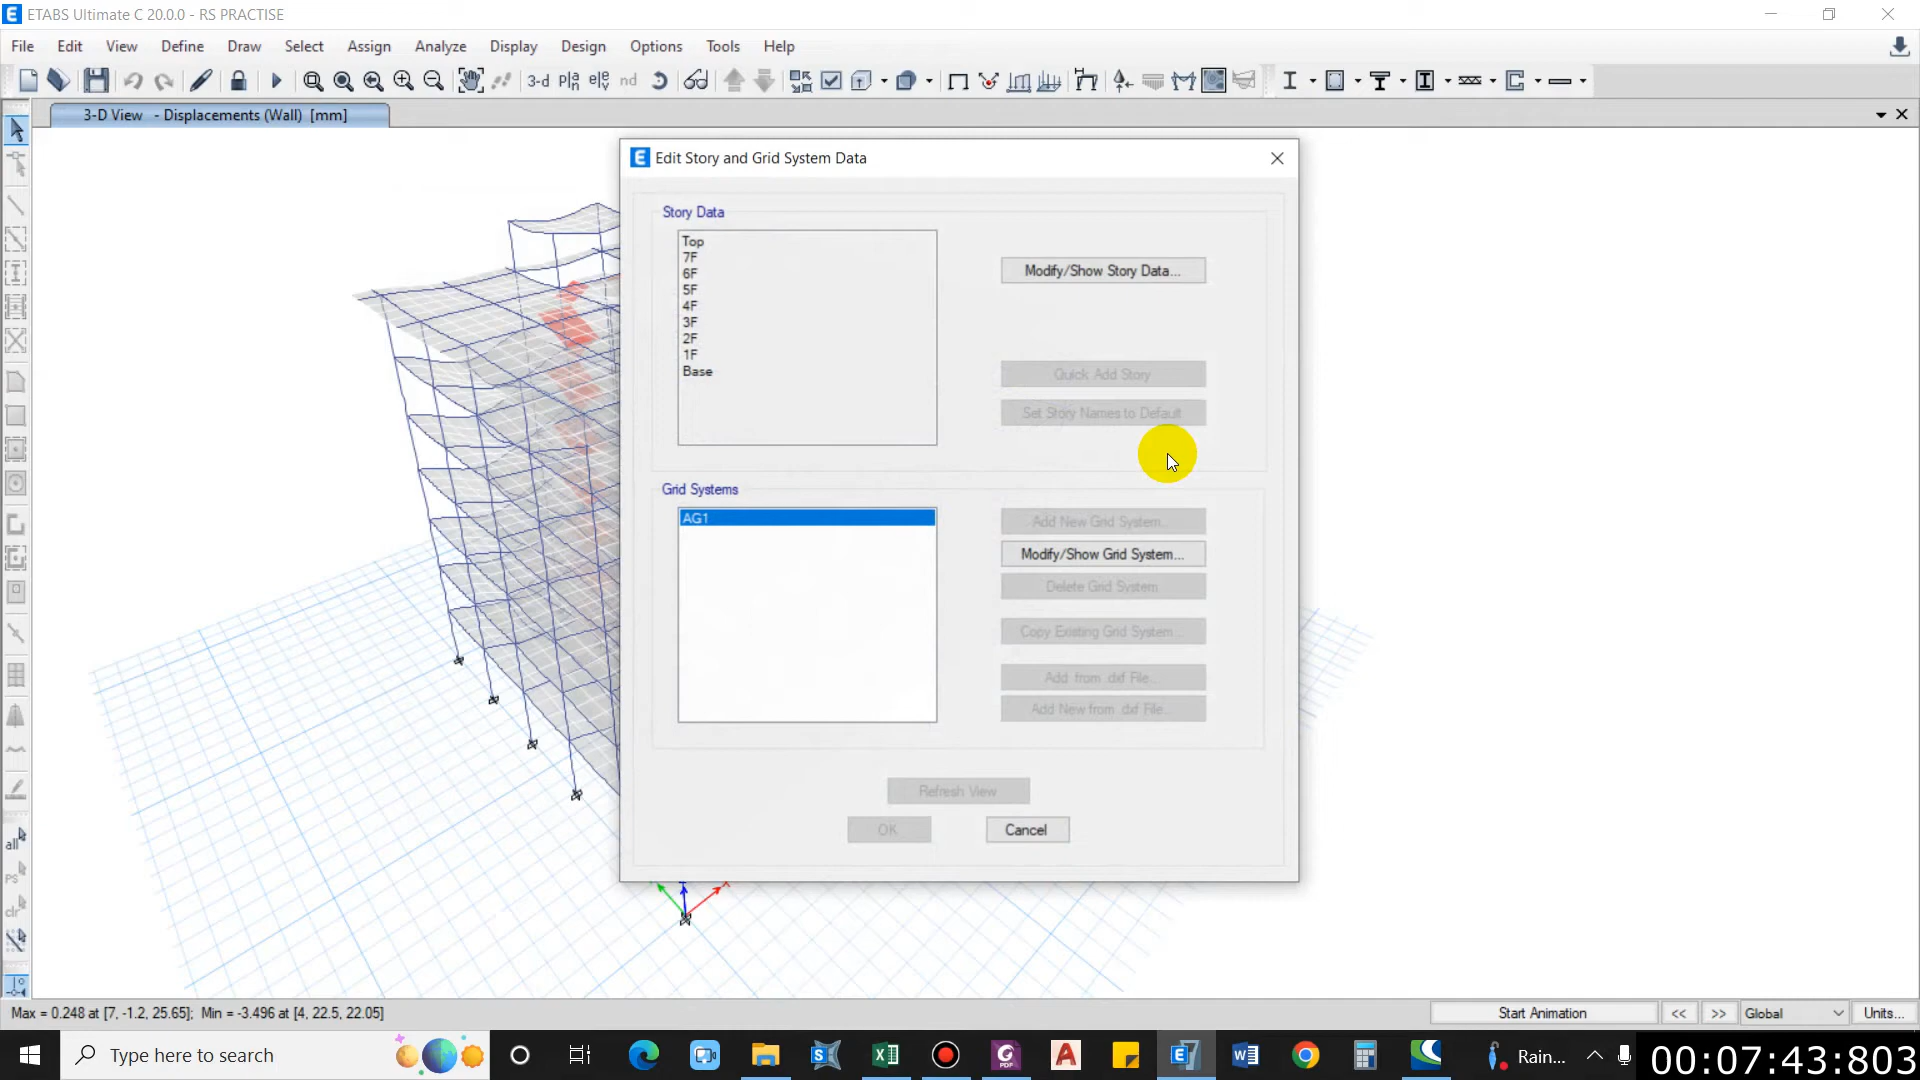 ETABS Ultimate C 20.0.0 - RS PRACTISE
File Edit View Define Draw Select Assign Analyze Display Design Options Tools Help
3-d nd
3-D View - Displacements (Wall) [mm]
Edit Story and Grid System Data
Story Data
Top
7F
6F
5F
4F
3F
2F
1F
Base
Modify/Show Story Data...
Quick Add Story
Set Story Names to Default
Grid Systems
AG1
Add New Grid System...
Modify/Show Grid System...
Delete Grid System
Copy Existing Grid System...
Add from .dxf File...
Add New from .dxf File...
Refresh View
OK Cancel
all
ps
clr
Max = 0.248 at [7, -1.2, 25.65]; Min = -3.496 at [4, 22.5, 22.05]
Start Animation << >> Global Units...
Type here to search
Rain...
00:07:43:803